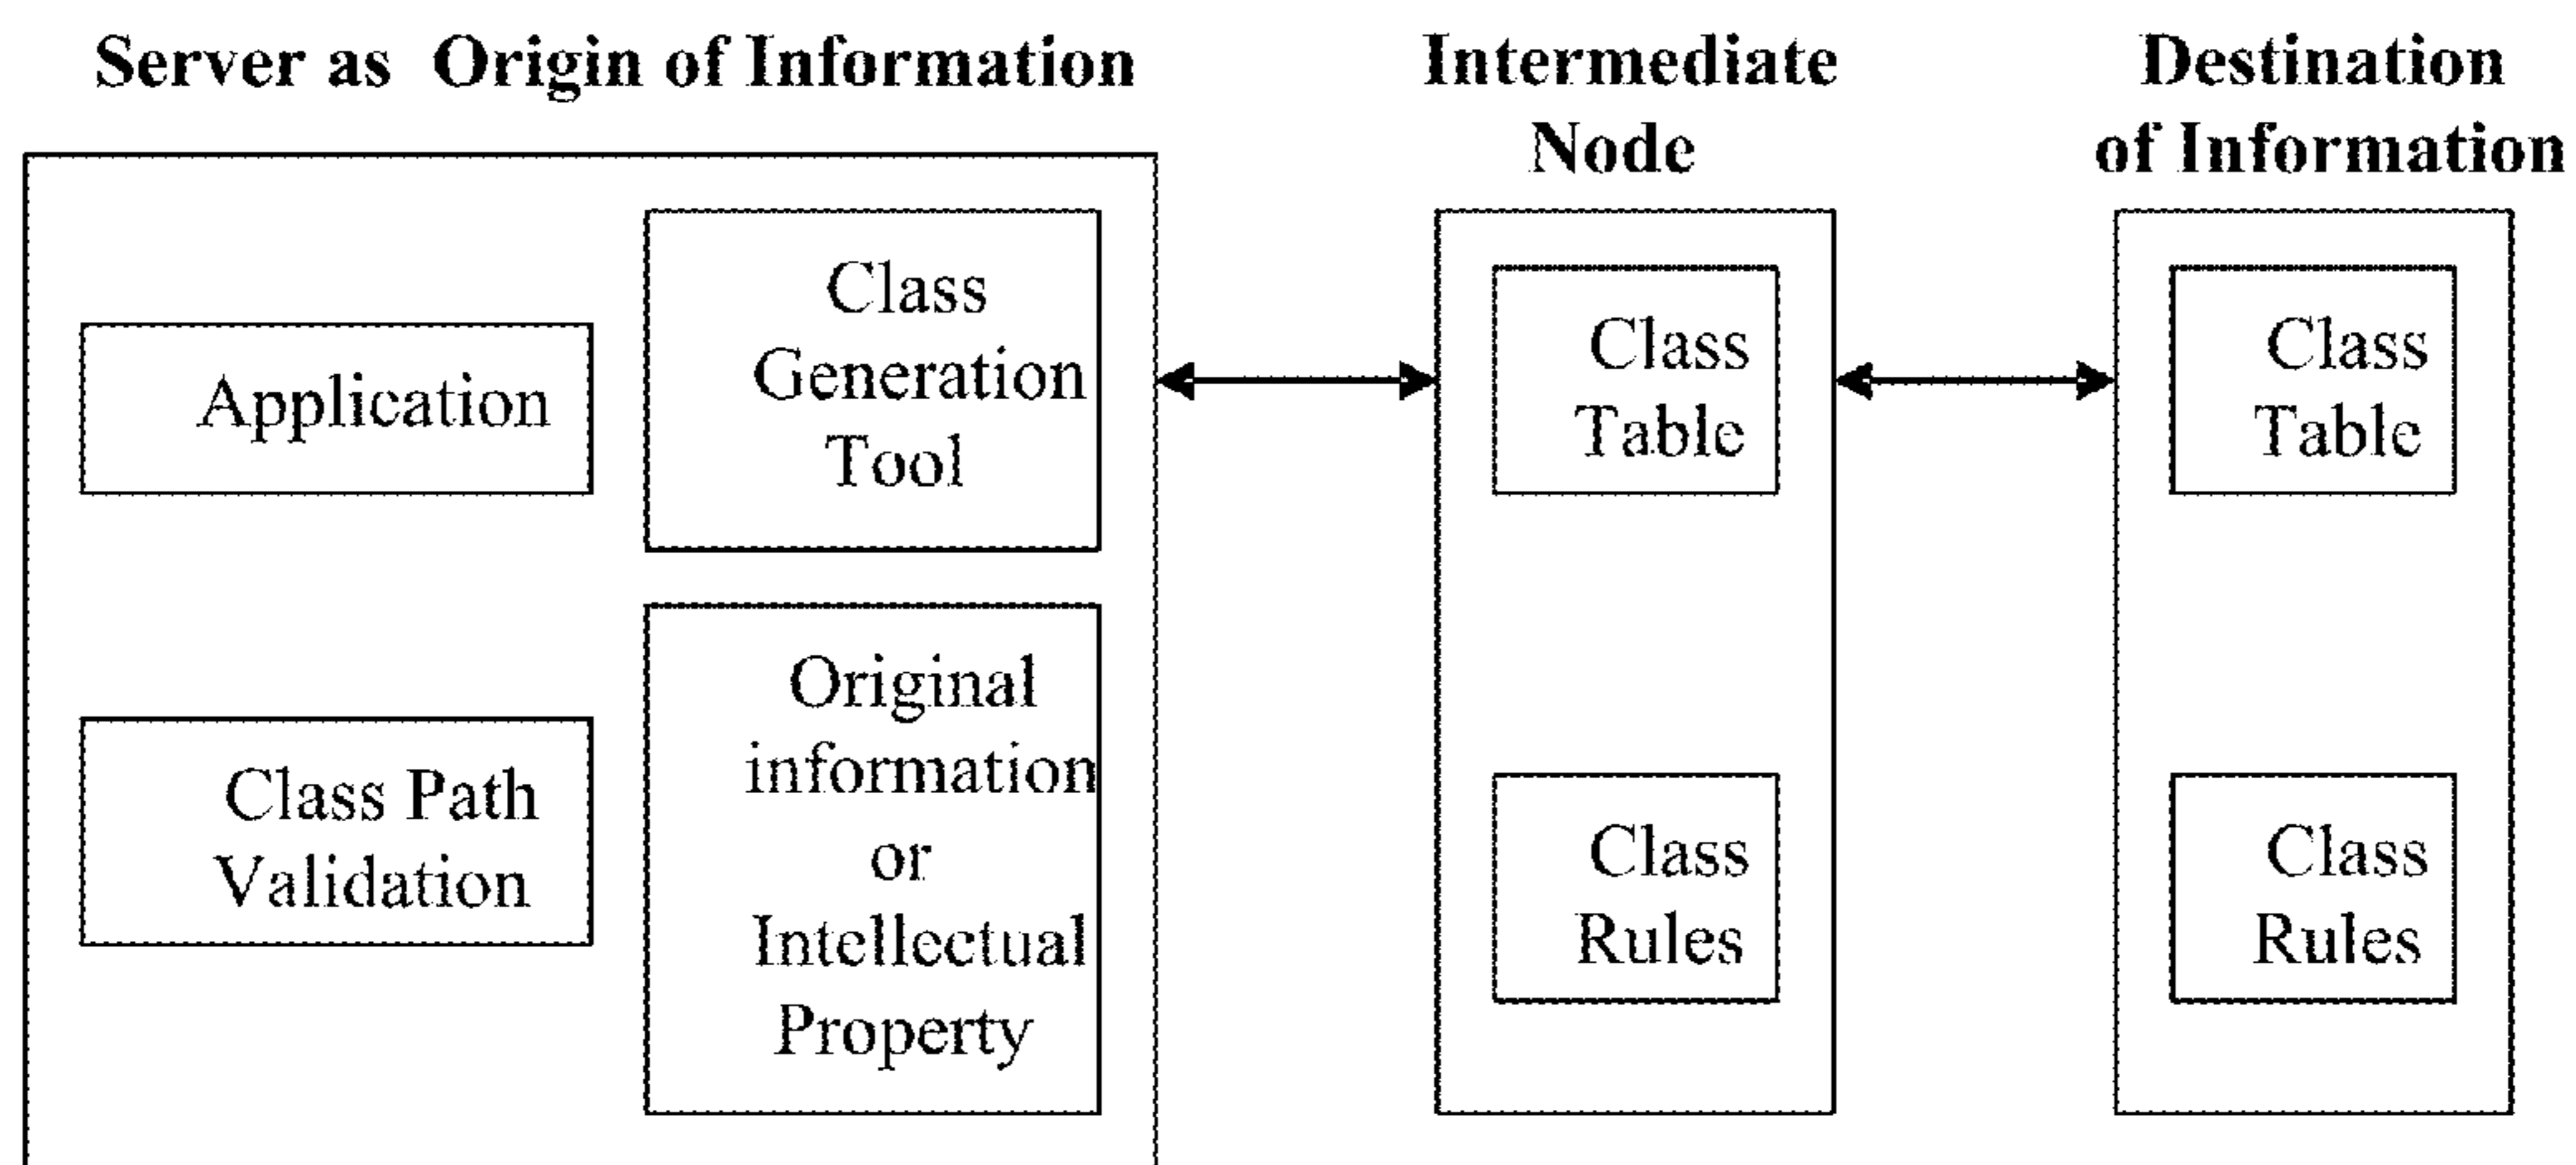 Server as Origin of Information
Intermediate
Node
Destination
of Information
Application
Class
Generation
Tool
Class Path
Validation
Original
information
or
Intellectual
Property
Class
Table
Class
Rules
Class
Table
Class
Rules